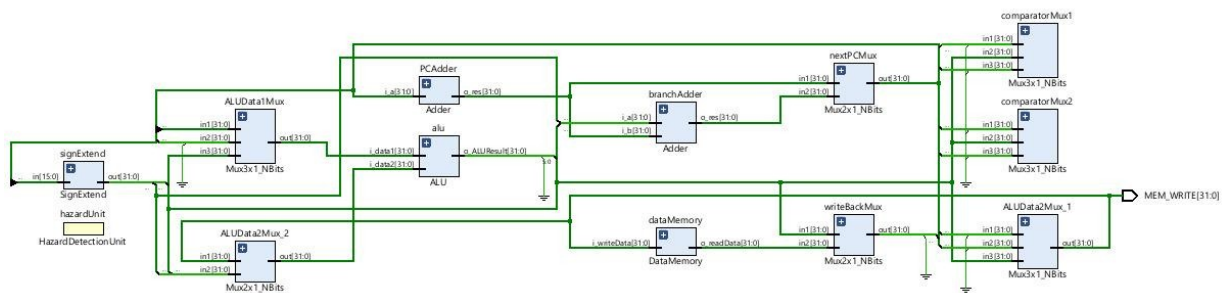 comparatorMux1
in1[31:0]
in2[31:0]
in3[31:0]
Mux3x1_NBits
PCAdder
i_a[31:0]
o_res[31:0]
Adder
nextPCMux
in1[31:0]
in2[31:0]
out[31:0]
Mux2x1_NBits
ALUData1Mux
in1[31:0]
in2[31:0]
in3[31:0]
out[31:0]
Mux3x1_NBits
branchAdder
i_a[31:0]
i_b[31:0]
o_res[31:0]
Adder
comparatorMux2
in1[31:0]
in2[31:0]
in3[31:0]
Mux3x1_NBits
alu
i_data1[31:0]
i_data2[31:0]
o_ALUResult[31:0]
ALU
signExtend
in[15:0]
out[31:0]
SignExtend
hazardUnit
HazardDetectionUnit
ALUData2Mux_2
in1[31:0]
in2[31:0]
out[31:0]
Mux2x1_NBits
dataMemory
i_writeData[31:0]
o_readData[31:0]
DataMemory
writeBackMux
in1[31:0]
in2[31:0]
out[31:0]
Mux2x1_NBits
ALUData2Mux_1
in1[31:0]
in2[31:0]
in3[31:0]
out[31:0]
Mux3x1_NBits
MEM_WRITE[31:0]